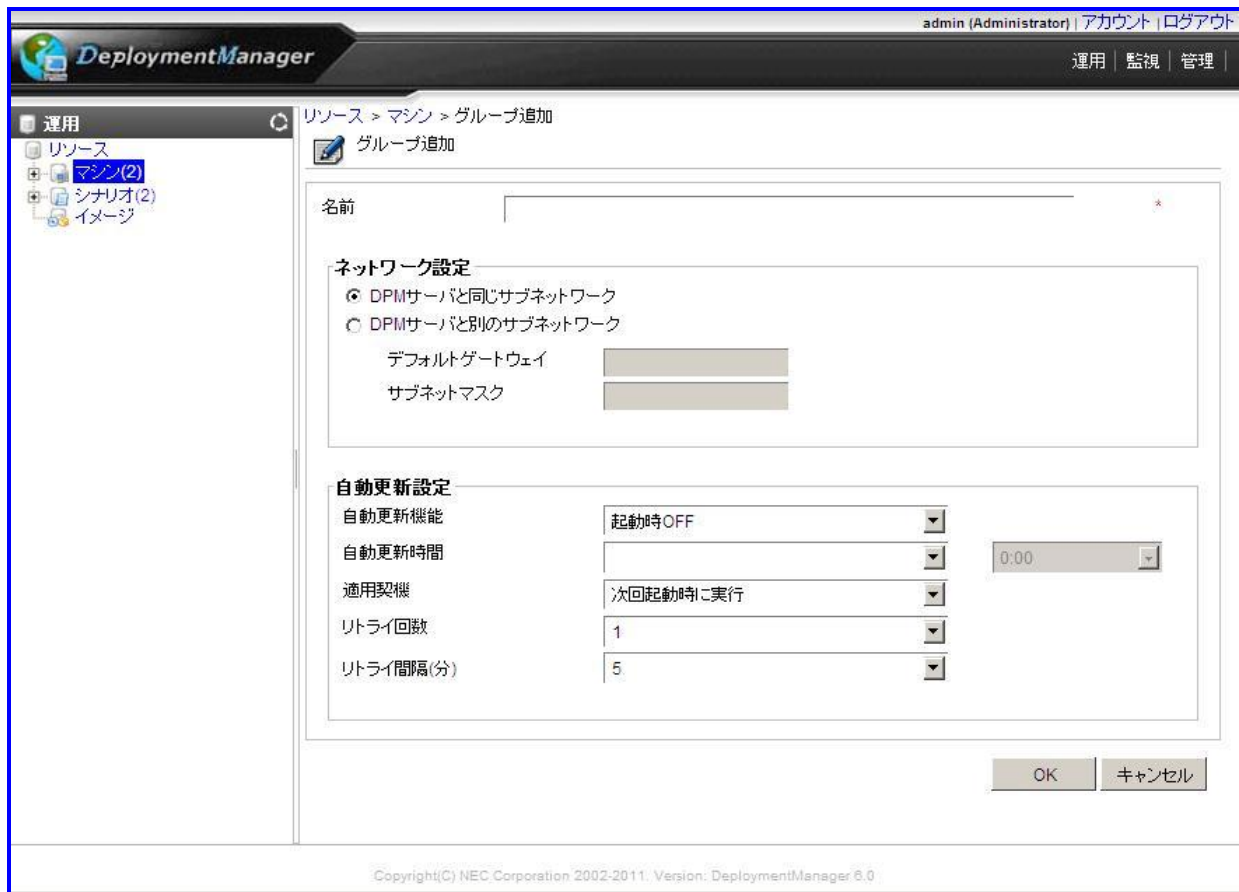 admin (Administrator) | アカウント | ログアウト
DeploymentManager
運用 | 監視 | 管理 |
運用
リソース
マシン(2)
シナリオ(2)
イメージ
リソース > マシン > グループ追加
グループ追加
名前 *
ネットワーク設定
DPMサーバと同じサブネットワーク
DPMサーバと別のサブネットワーク
デフォルトゲートウェイ
サブネットマスク
自動更新設定
自動更新機能 起動時OFF
自動更新時間 0:00
適用契機 次回起動時に実行
リトライ回数 1
リトライ間隔(分) 5
OK キャンセル
Copyright(C) NEC Corporation 2002-2011. Version: DeploymentManager 6.0